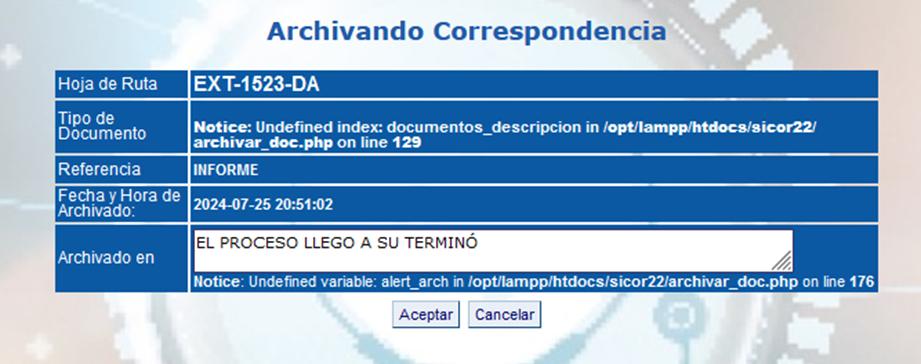 Archivando Correspondencia
Hoja de Ruta EXT-1523-DA
Tipo de
Documento
Notice: Undefined index: documentos_descripcion in /opt/lampp/htdocs/sicor22/
archivar_doc.php on line 129
Referencia INFORME
Fecha y Hora de
Archivado: 2024-07-25 20:51:02
Archivado en EL PROCESO LLEGO A SU TERMINÓ
Notice: Undefined variable: alert_arch in /opt/lampp/htdocs/sicor22/archivar_doc.php on line 176
Aceptar Cancelar